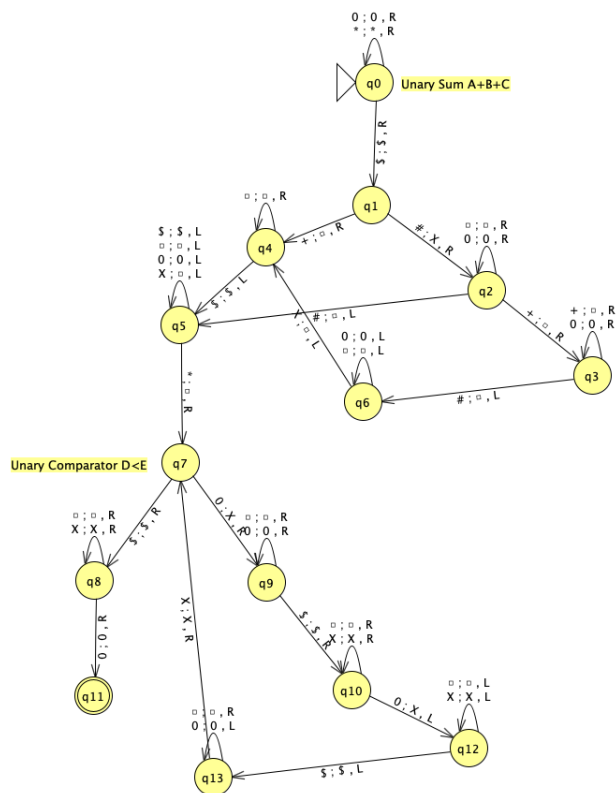 0 ; 0 , R
* ; * , R
q0
Unary Sum A+B+C
$ ; $ , R
□ ; □ , R
q1
$ ; $ , L
□ ; □ , L
0 ; 0 , L
X ; □ , L
q4
+ ; □ , R
# ; X , R
□ ; □ , R
0 ; 0 , R
q2
$ ; $ , L
q5
# ; □ , L
+ ; □ , R
+ ; □ , R
0 ; 0 , R
; □ , L
0 ; 0 , L
□ ; □ , L
q3
q6
# ; □ , L
* ; □ , R
Unary Comparator D<E
q7
□ ; □ , R
X ; X , R
$ ; $ , R
0 ; X , R
□ ; □ , R
0 ; 0 , R
q8
q9
X ; X , R
0 ; 0 , R
$ ; $ , R
□ ; □ , R
X ; X , R
q11
q10
0 ; X , L
□ ; □ , L
X ; X , L
□ ; □ , R
0 ; 0 , L
q12
$ ; $ , L
q13